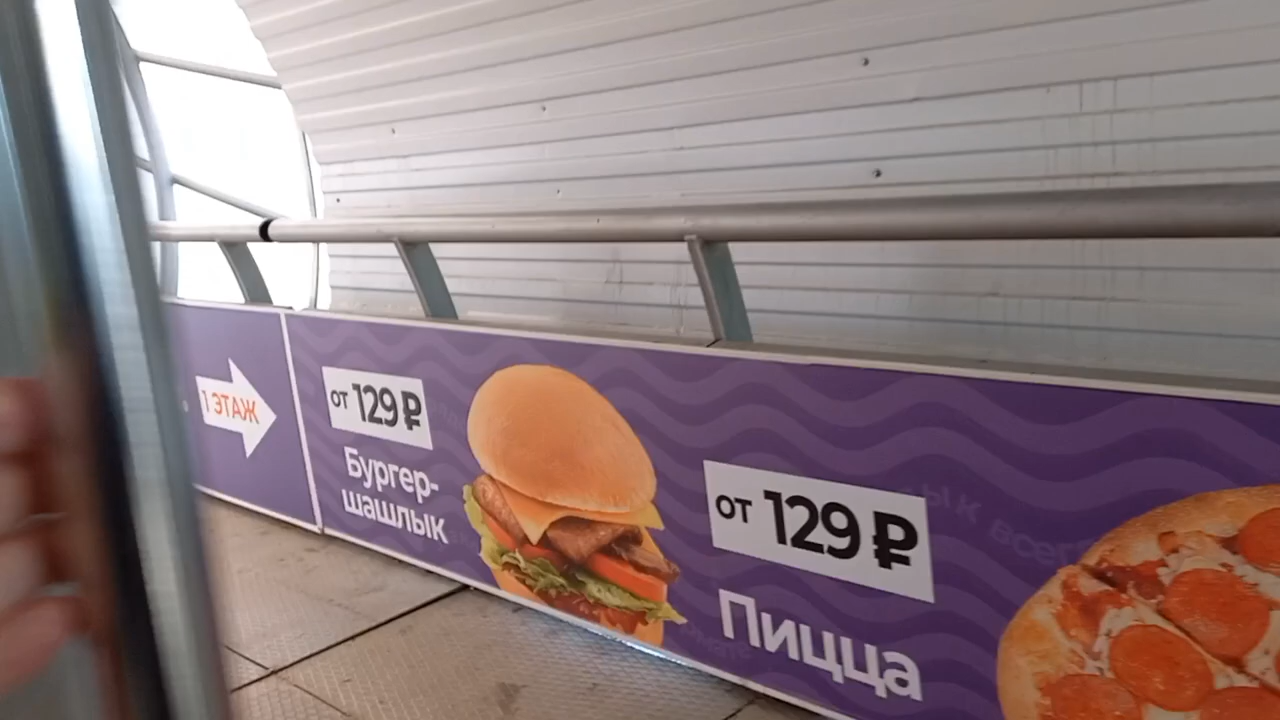 1 ЭТАЖ
от 129 ₽
Бургер-
шашлык
от 129 ₽
Пицца